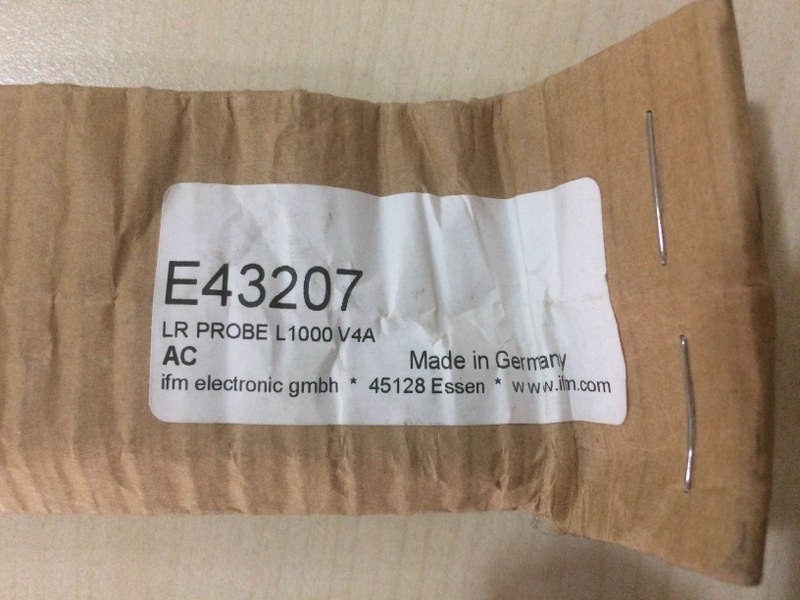 E43207
LR PROBE L1000 V4A
AC Made in Germany
ifm electronic gmbh * 45128 Essen * www.ifm.com